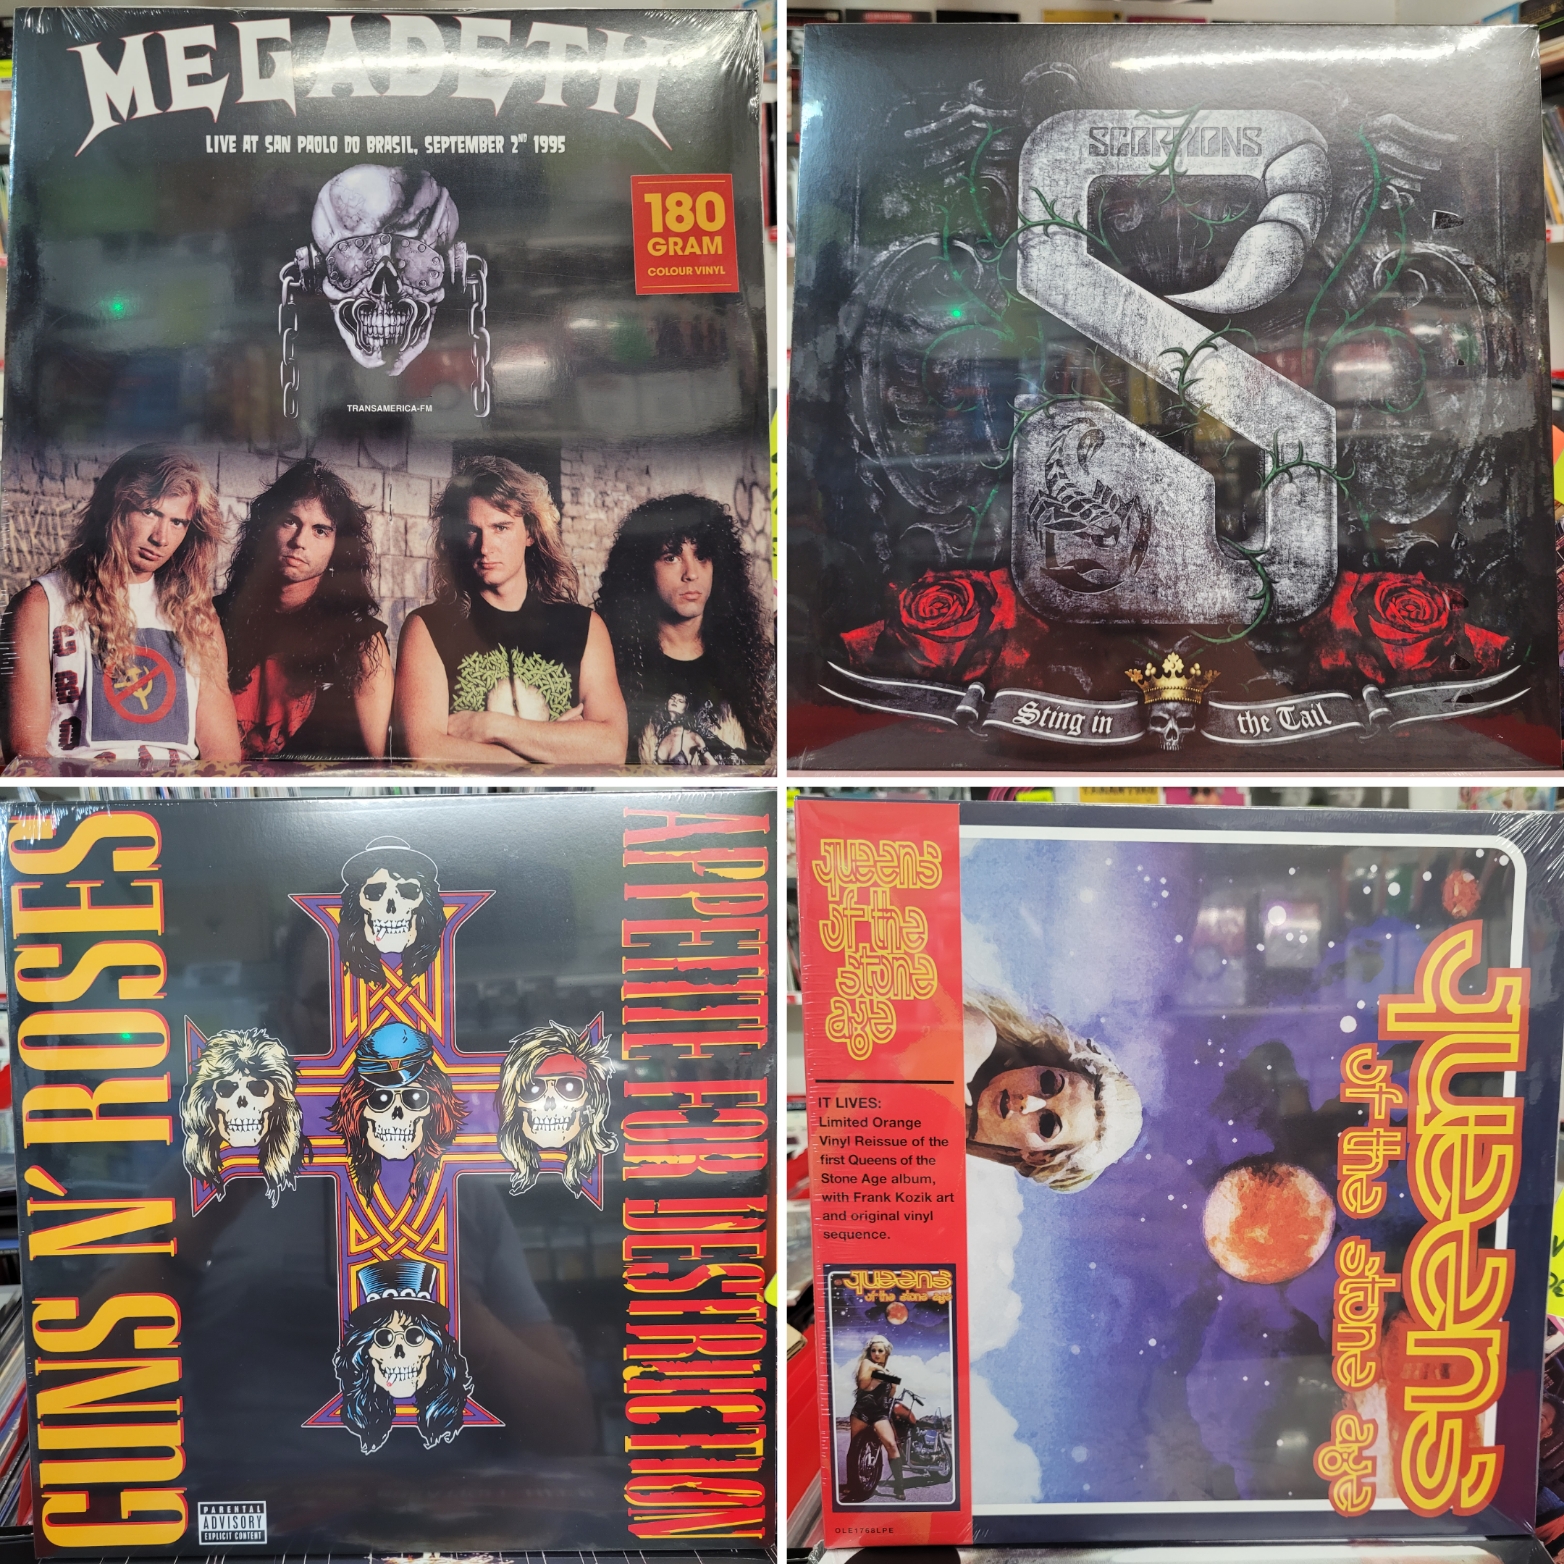 MEGADETH
LIVE AT SAN PAOLO DO BRASIL, SEPTEMBER 2ND 1995
180
GRAM
COLOUR VINYL
TRANSAMERICA-FM
SCORPIONS
Sting in the Tail
GUNS N' ROSES
APPETITE FOR DESTRUCTION
PARENTAL
ADVISORY
EXPLICIT CONTENT
queens
of the
stone
age
IT LIVES:
Limited Orange
Vinyl Reissue of the
first Queens of the
Stone Age album,
with Frank Kozik art
and original vinyl
sequence.
queens
of the stone age
OLE1768LPE
queens
of the stone age